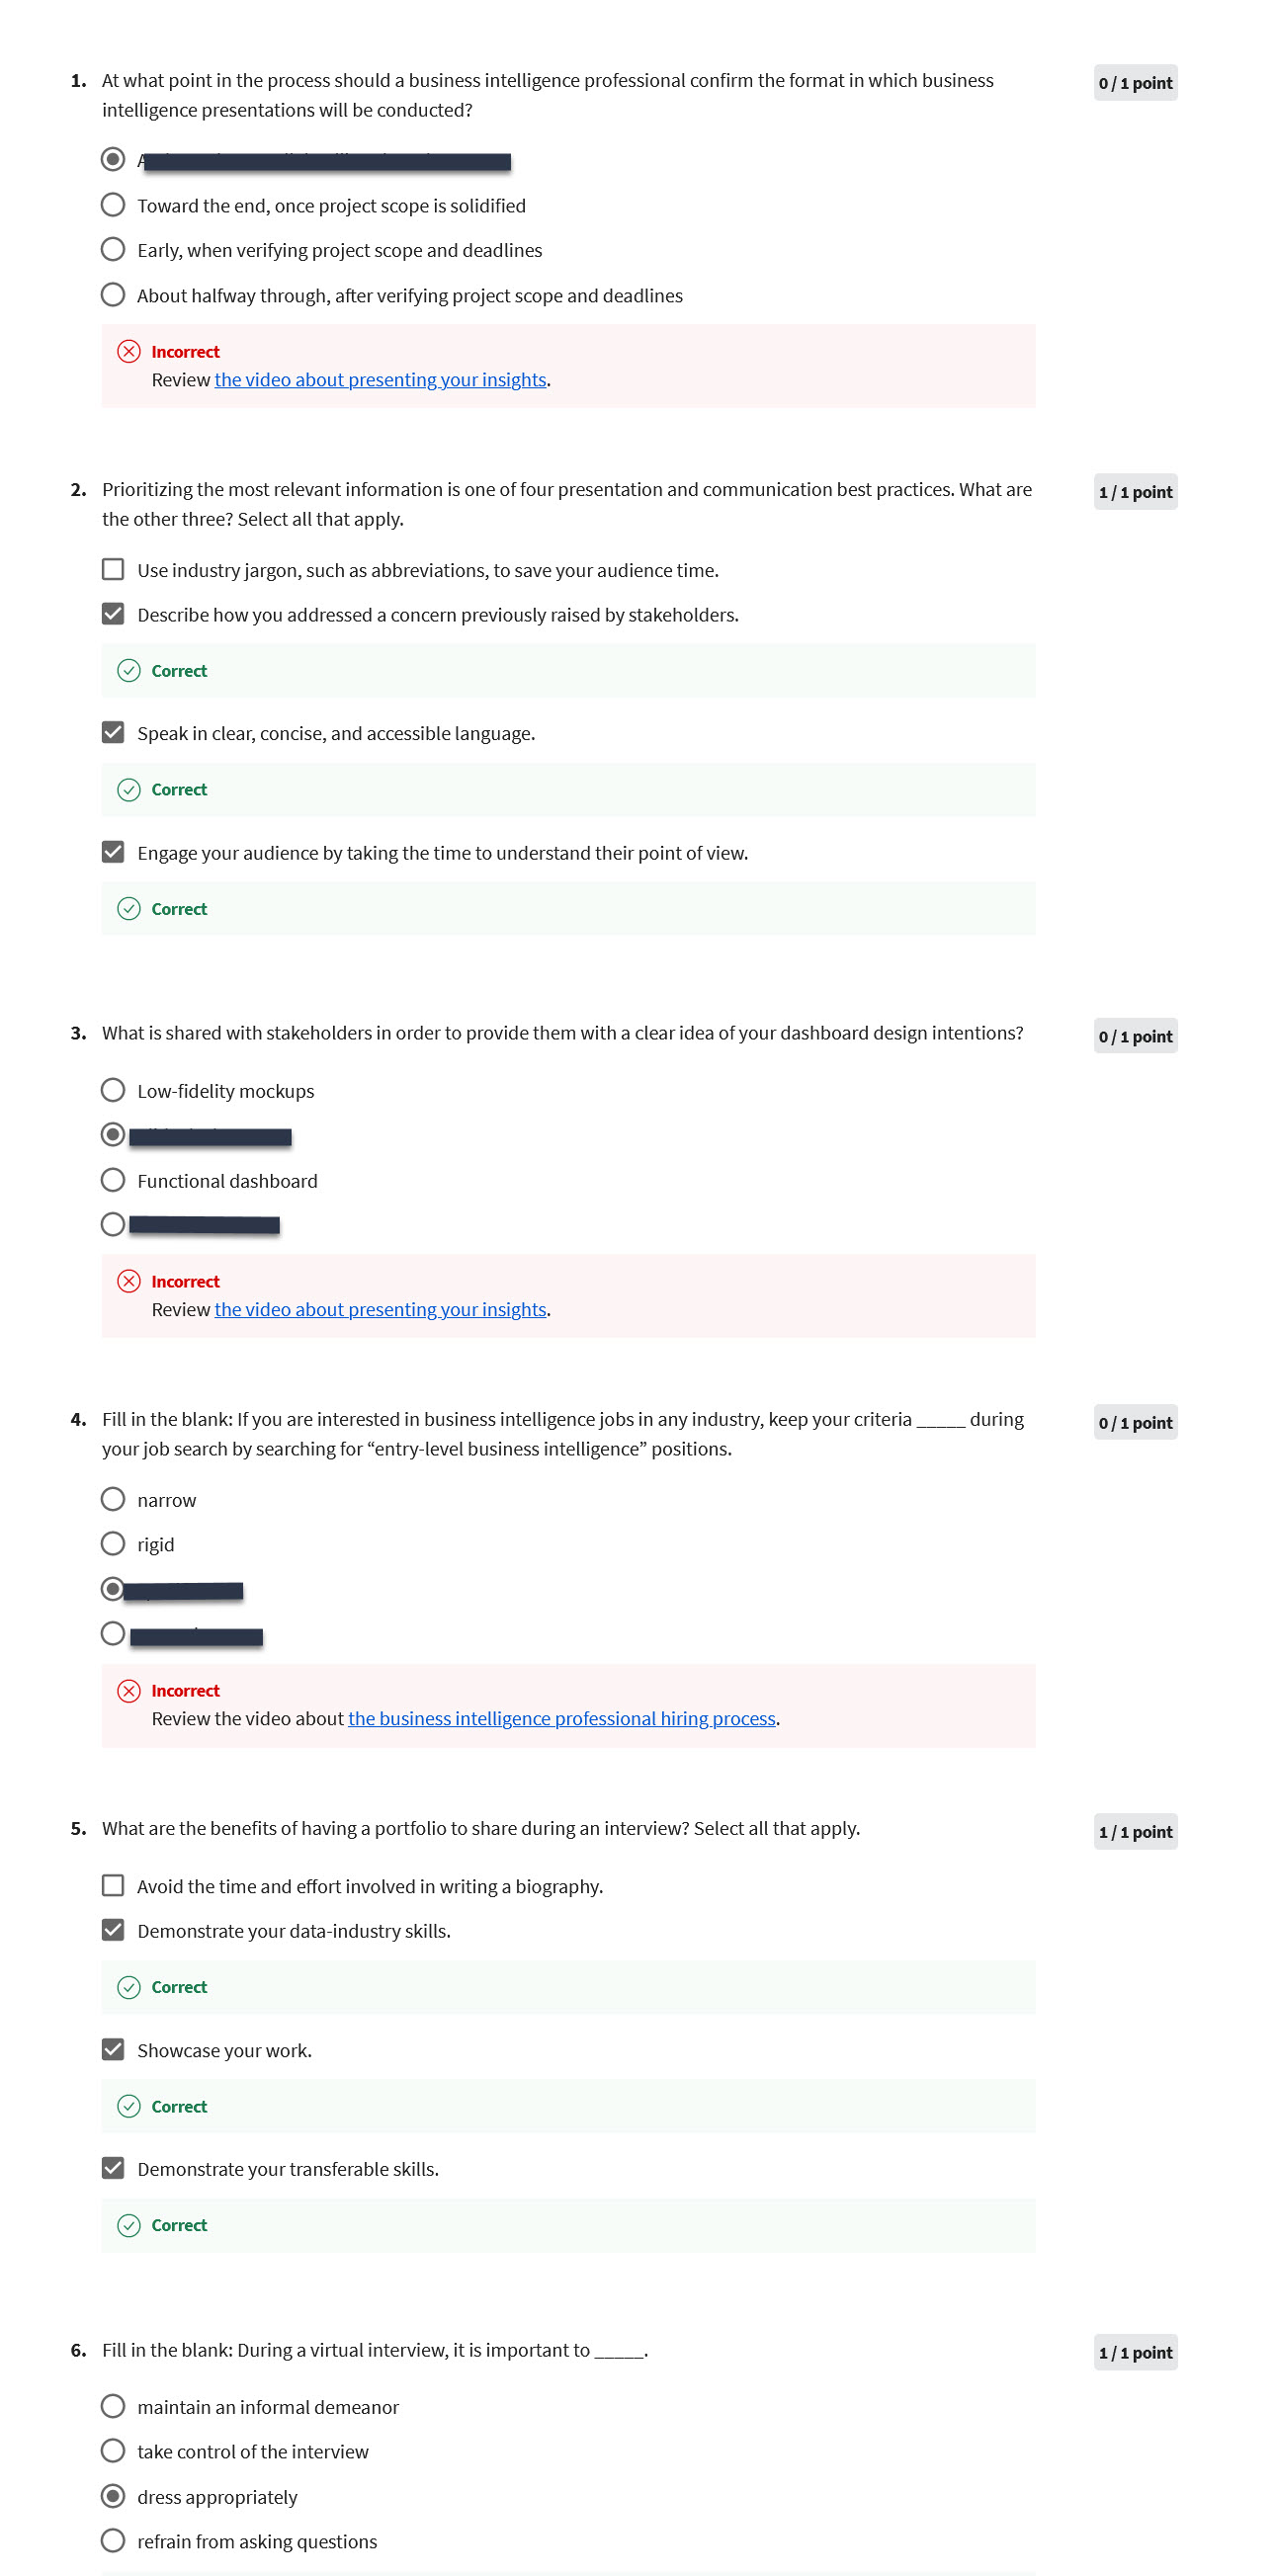 1. At what point in the process should a business intelligence professional confirm the format in which business
intelligence presentations will be conducted?
0 / 1 point
Toward the end, once project scope is solidified
Early, when verifying project scope and deadlines
About halfway through, after verifying project scope and deadlines
Incorrect
Review the video about presenting your insights.
2. Prioritizing the most relevant information is one of four presentation and communication best practices. What are
the other three? Select all that apply.
1 / 1 point
Use industry jargon, such as abbreviations, to save your audience time.
Describe how you addressed a concern previously raised by stakeholders.
Correct
Speak in clear, concise, and accessible language.
Correct
Engage your audience by taking the time to understand their point of view.
Correct
3. What is shared with stakeholders in order to provide them with a clear idea of your dashboard design intentions?
0 / 1 point
Low-fidelity mockups
Functional dashboard
Incorrect
Review the video about presenting your insights.
4. Fill in the blank: If you are interested in business intelligence jobs in any industry, keep your criteria _____ during
your job search by searching for “entry-level business intelligence” positions.
0 / 1 point
narrow
rigid
Incorrect
Review the video about the business intelligence professional hiring process.
5. What are the benefits of having a portfolio to share during an interview? Select all that apply.
1 / 1 point
Avoid the time and effort involved in writing a biography.
Demonstrate your data-industry skills.
Correct
Showcase your work.
Correct
Demonstrate your transferable skills.
Correct
6. Fill in the blank: During a virtual interview, it is important to _____.
1 / 1 point
maintain an informal demeanor
take control of the interview
dress appropriately
refrain from asking questions